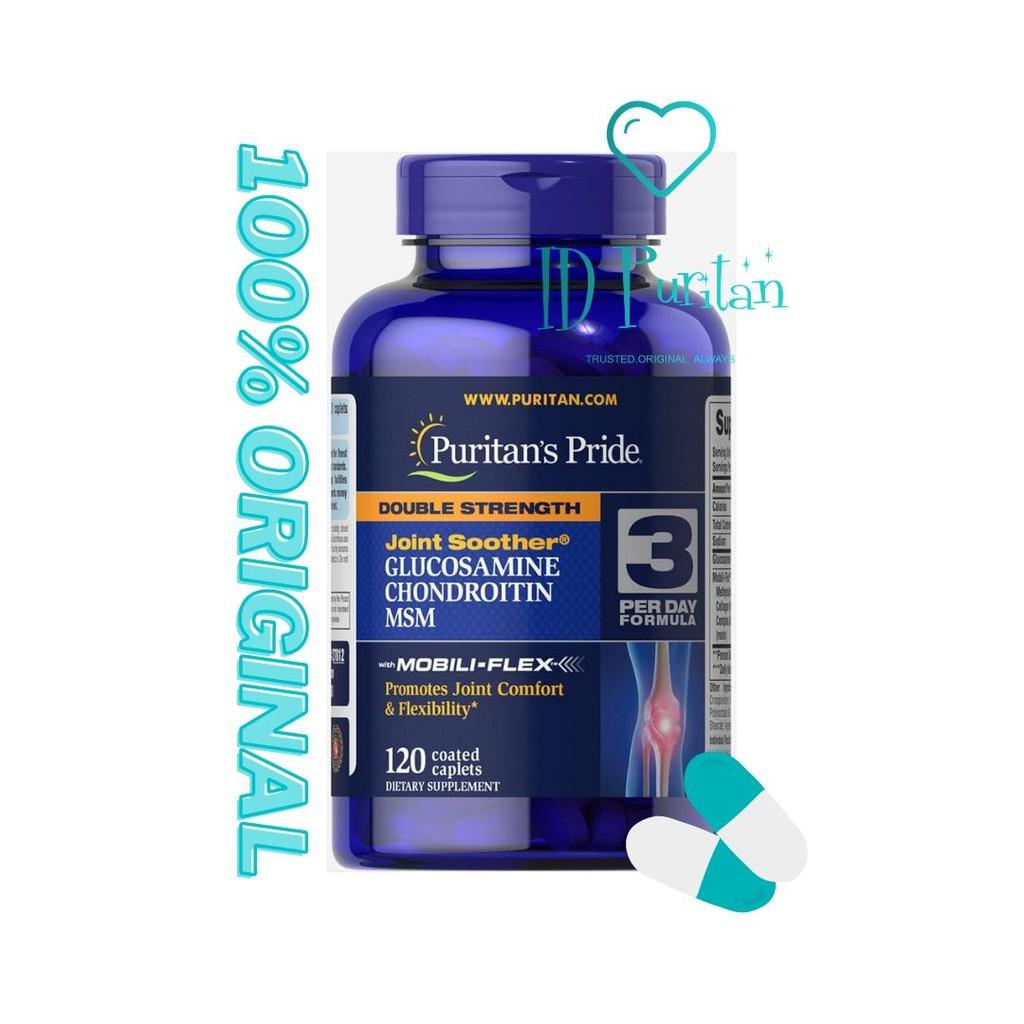 100% ORIGINAL
ID Puritan
TRUSTED.ORIGINAL. ALWAYS
WWW.PURITAN.COM
Puritan's Pride®
DOUBLE STRENGTH
Joint Soother®
GLUCOSAMINE
CHONDROITIN
MSM
3
PER DAY
FORMULA
with MOBILI-FLEX™
Promotes Joint Comfort
& Flexibility*
120 coated
caplets
DIETARY SUPPLEMENT